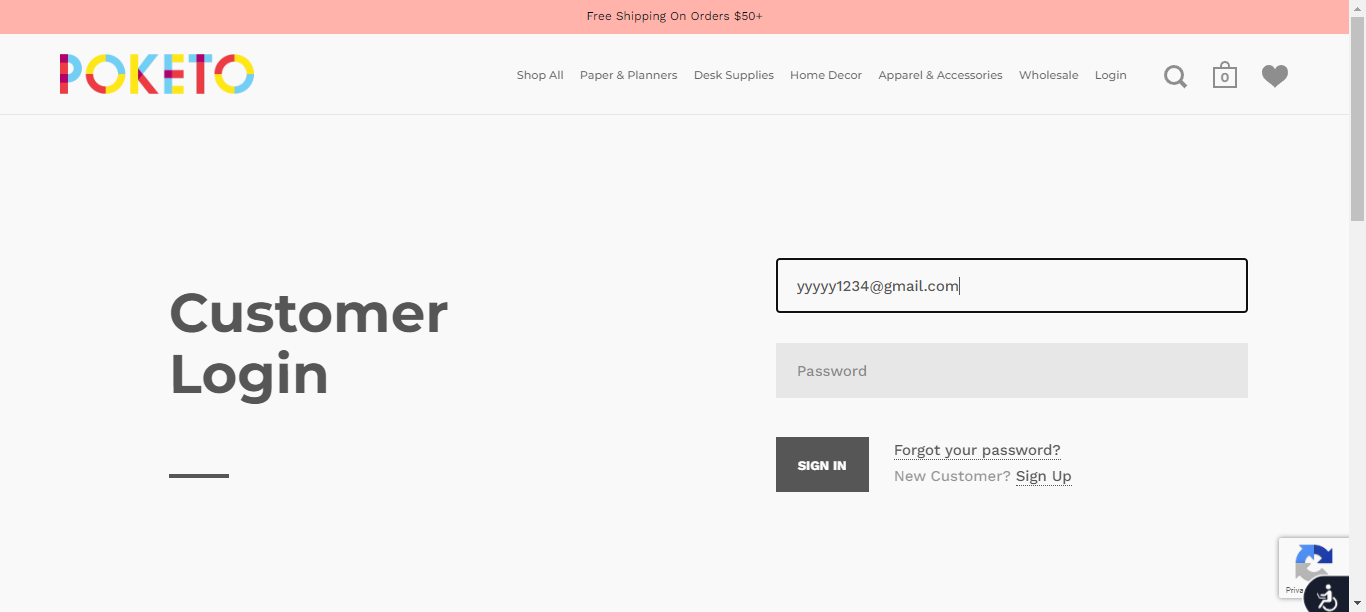 Free Shipping On Orders $50+
POKETO
Shop All Paper & Planners Desk Supplies Home Decor Apparel & Accessories Wholesale Login
0
Customer
Login
yyyyy1234@gmail.com
Password
SIGN IN
Forgot your password?
New Customer? Sign Up